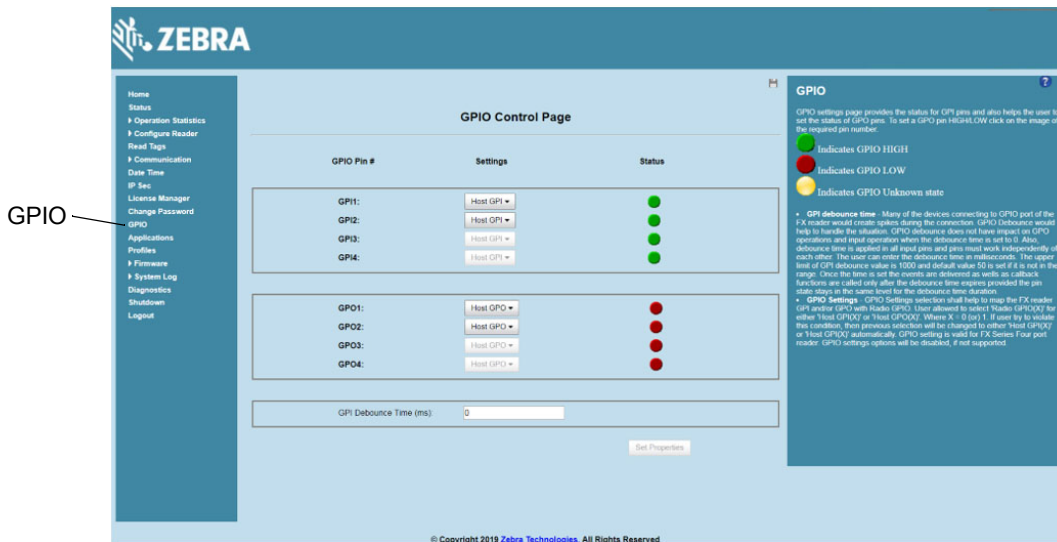 ZEBRA
GPIO
Home
Status
Operation Statistics
Configure Reader
Read Tags
Communication
Date Time
IP Sec
License Manager
Change Password
GPIO
Applications
Profiles
Firmware
System Log
Diagnostics
Shutdown
Logout
GPIO Control Page
GPIO Pin # Settings Status
GPI1: Host GPI
GPI2: Host GPI
GPI3: Host GPI
GPI4: Host GPI
GPO1: Host GPO
GPO2: Host GPO
GPO3: Host GPO
GPO4: Host GPO
GPI Debounce Time (ms): 0
Set Properties
GPIO
?
GPIO settings page provides the status for GPI pins and also helps the user to
set the status of GPO pins. To set a GPO pin HIGH/LOW click on the image of
the required pin number.
Indicates GPIO HIGH
Indicates GPIO LOW
Indicates GPIO Unknown state
• GPI debounce time - Many of the devices connecting to GPIO port of the
FX reader would create spikes during the connection. GPIO Debounce would
help to handle the situation. GPIO debounce does not have impact on GPO
operations and input operation when the debounce time is set to 0. Also,
debounce time is applied in all input pins and pins must work independently of
each other. The user can enter the debounce time in milliseconds. The upper
limit of GPI debounce value is 1000 and default value 50 is set if it is not in the
range. Once the time is set the events are delivered as wells as callback
functions are called only after the debounce time expires provided the pin
state stays in the same level for the debounce time duration.
• GPIO Settings - GPIO Settings selection shall help to map the FX reader
GPI and/or GPO with Radio GPIO. User allowed to select 'Radio GPIO(X)' for
either 'Host GPI(X)' or 'Host GPO(X)'. Where X = 0 (or) 1. If user try to violate
this condition, then previous selection will be changed to either 'Host GPI(X)'
or 'Host GPI(X)' automatically. GPIO setting is valid for FX Series Four port
reader. GPIO settings options will be disabled, if not supported.
© Copyright 2019 Zebra Technologies. All Rights Reserved